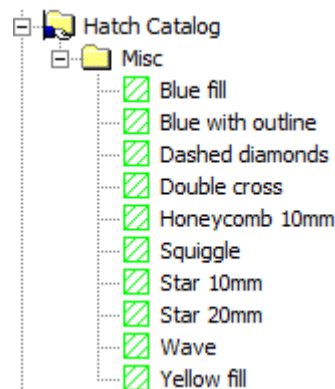 Hatch Catalog
Misc
Blue fill
Blue with outline
Dashed diamonds
Double cross
Honeycomb 10mm
Squiggle
Star 10mm
Star 20mm
Wave
Yellow fill